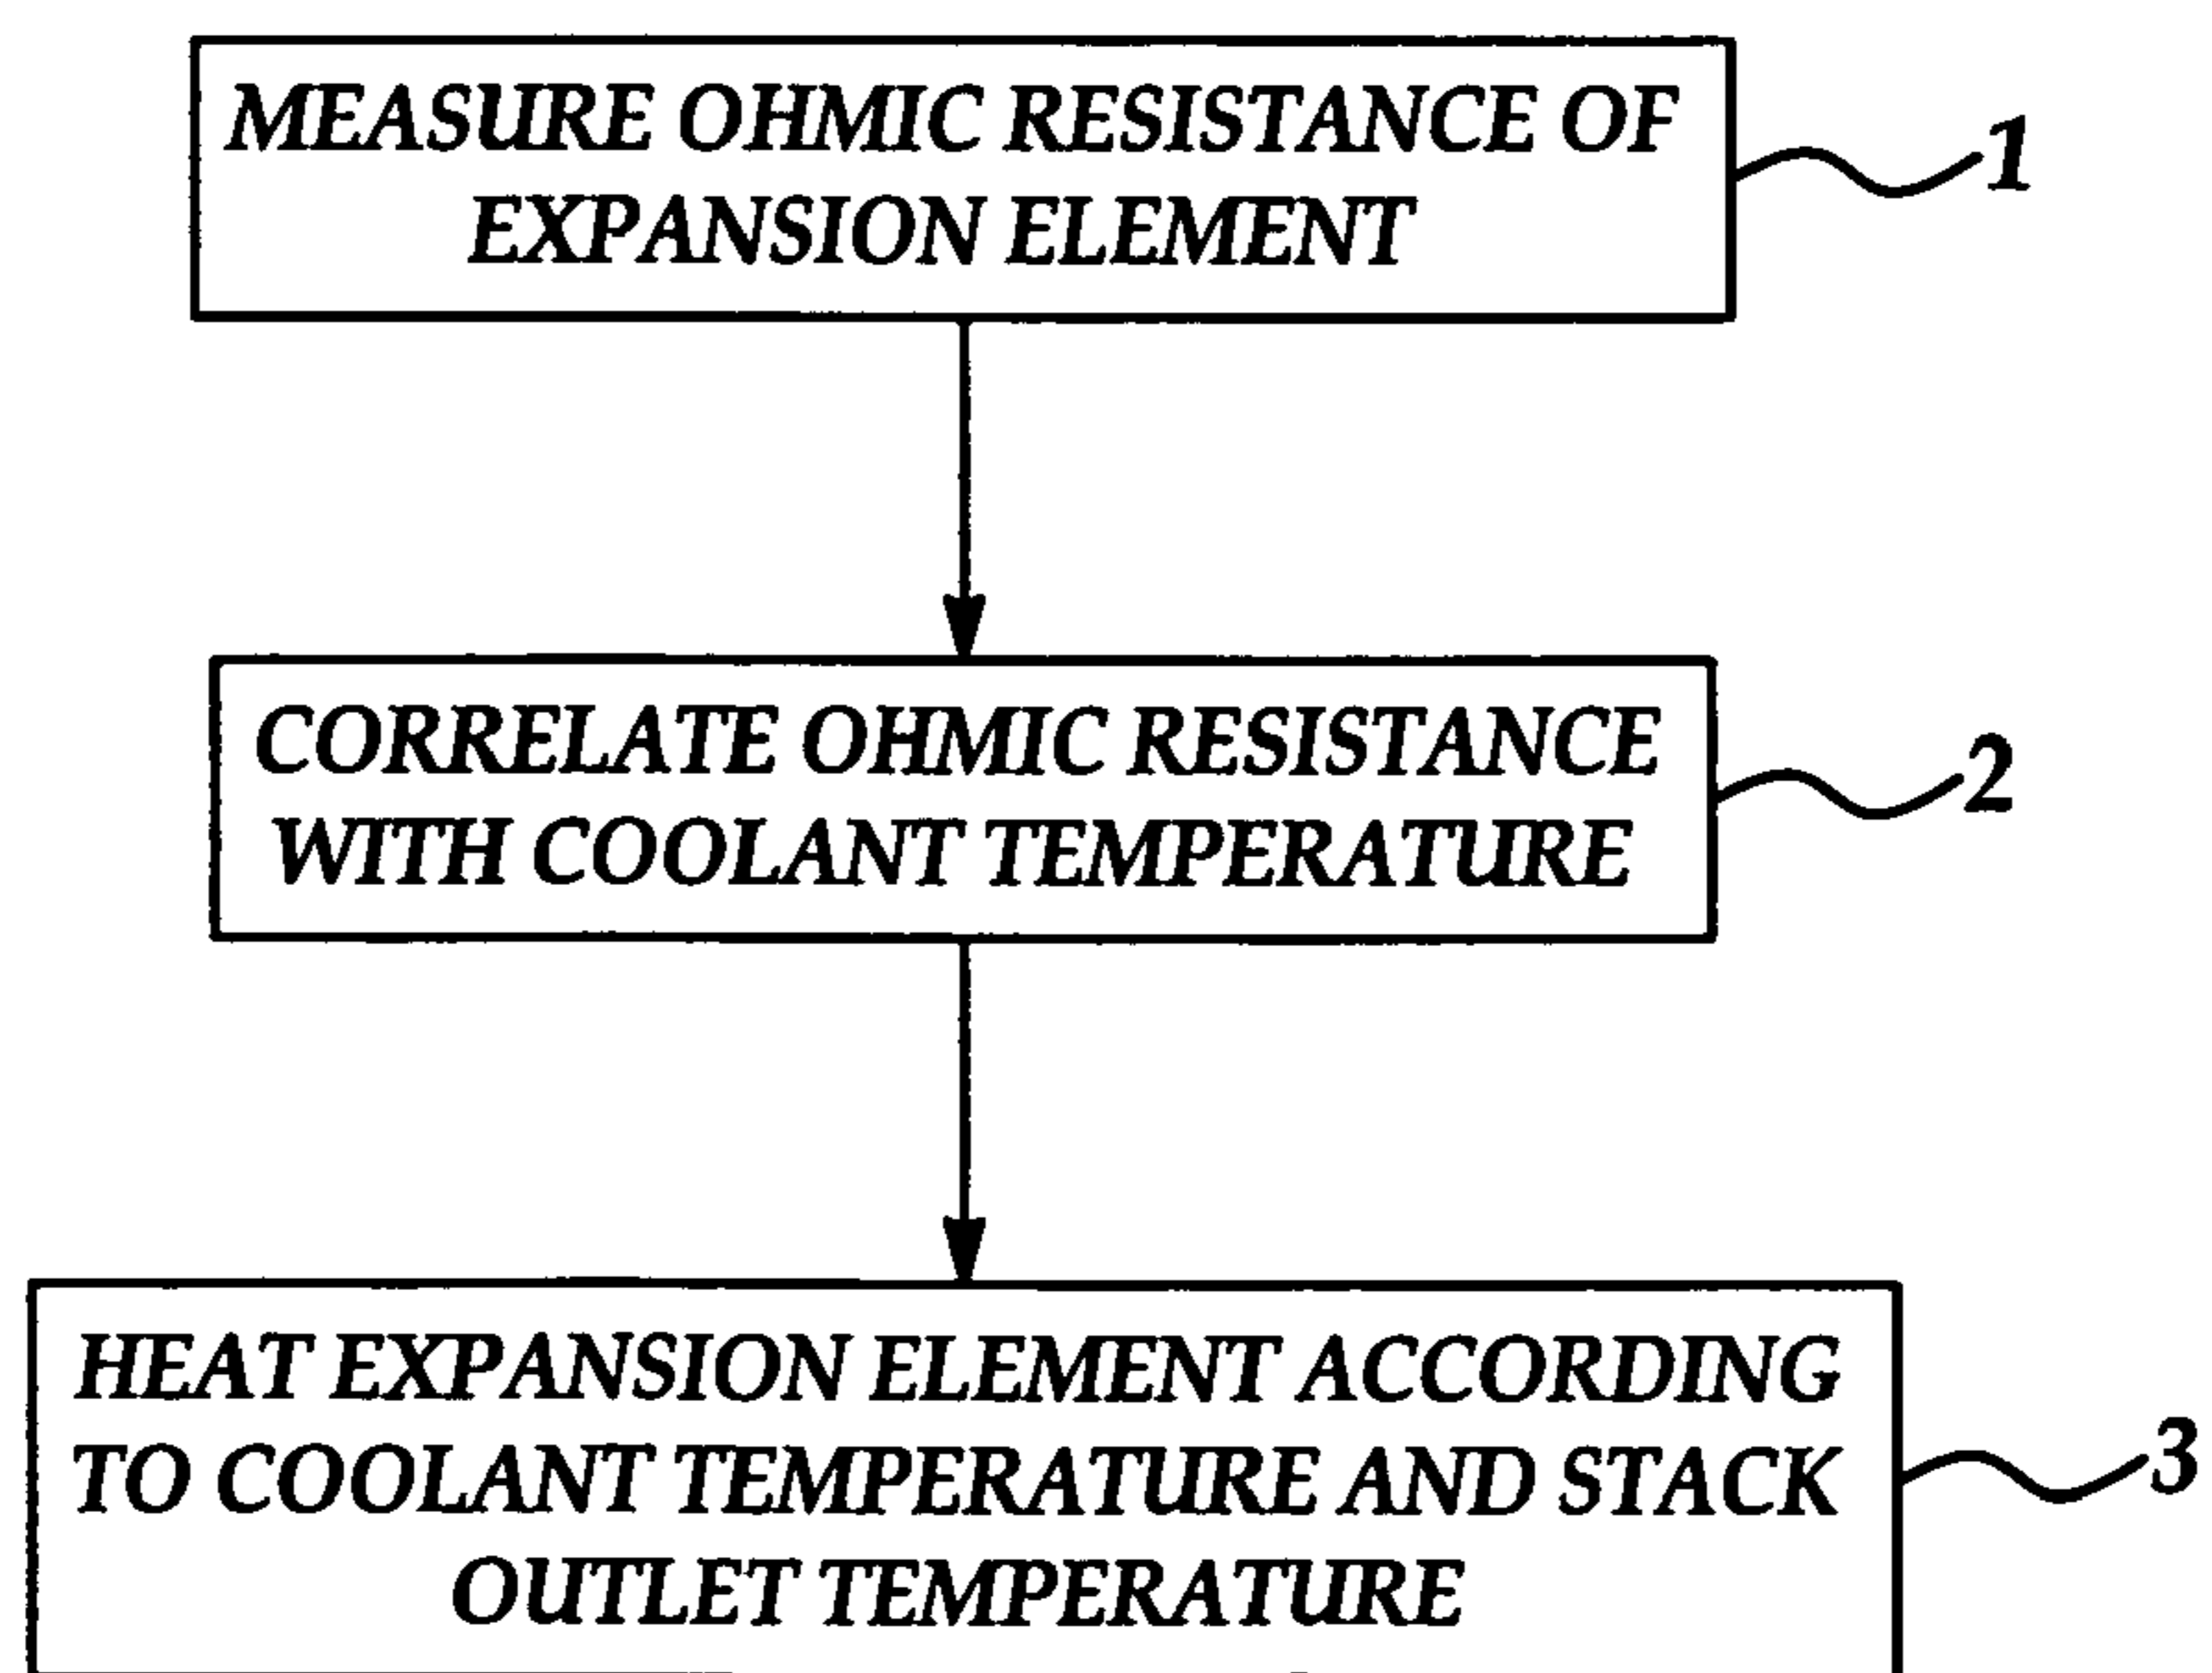 MEASURE OHMIC RESISTANCE OF
EXPANSION ELEMENT
1
CORRELATE OHMIC RESISTANCE
WITH COOLANT TEMPERATURE
2
HEAT EXPANSION ELEMENT ACCORDING
TO COOLANT TEMPERATURE AND STACK
OUTLET TEMPERATURE
3